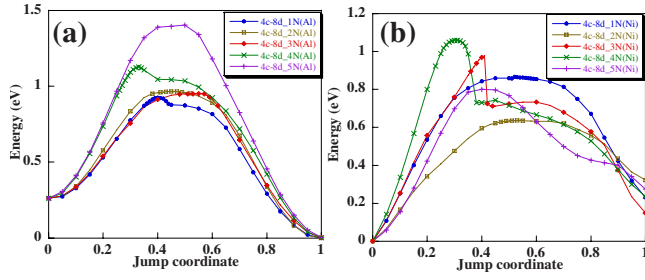 (a)
4c-8d_1N(Al)
4c-8d_2N(Al)
4c-8d_3N(Al)
4c-8d_4N(Al)
4c-8d_5N(Al)
Energy (eV)
1.5
1
0.5
0
0 0.2 0.4 0.6 0.8 1
Jump coordinate
(b)
4c-8d_1N(Ni)
4c-8d_2N(Ni)
4c-8d_3N(Ni)
4c-8d_4N(Ni)
4c-8d_5N(Ni)
Energy (eV)
1.2
1
0.8
0.6
0.4
0.2
0
0 0.2 0.4 0.6 0.8 1
Jump coordinate